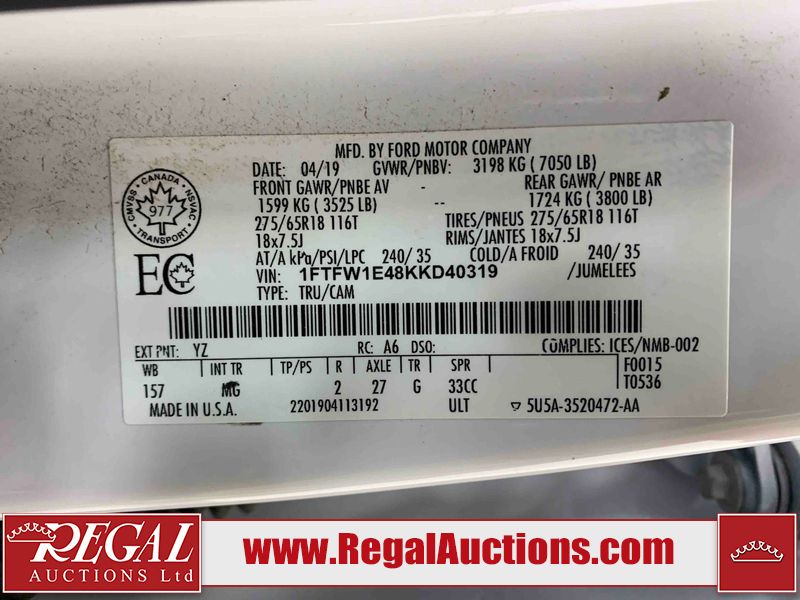 MFD. BY FORD MOTOR COMPANY
DATE: 04/19 GVWR/PNBV: 3198 KG ( 7050 LB)
FRONT GAWR/PNBE AV - REAR GAWR/ PNBE AR
1599 KG ( 3525 LB) -- 1724 KG ( 3800 LB)
275/65R18 116T TIRES/PNEUS 275/65R18 116T
18x7.5J RIMS/JANTES 18x7.5J
AT/A kPa/PSI/LPC 240/ 35 COLD/A FROID 240/ 35
VIN: 1FTFW1E48KKD40319 /JUMELEES
TYPE: TRU/CAM
CMVSS · CANADA · NSVAC
977
TRANSPORT
EC
EXT PNT: YZ RC: A6 DSO: COMPLIES: ICES/NMB-002
WB INT TR TP/PS R AXLE TR SPR F0015
157 MG 2 27 G 33CC T0536
MADE IN U.S.A. 2201904113192 ULT 5U5A-3520472-AA
REGAL
AUCTIONS Ltd
www.RegalAuctions.com